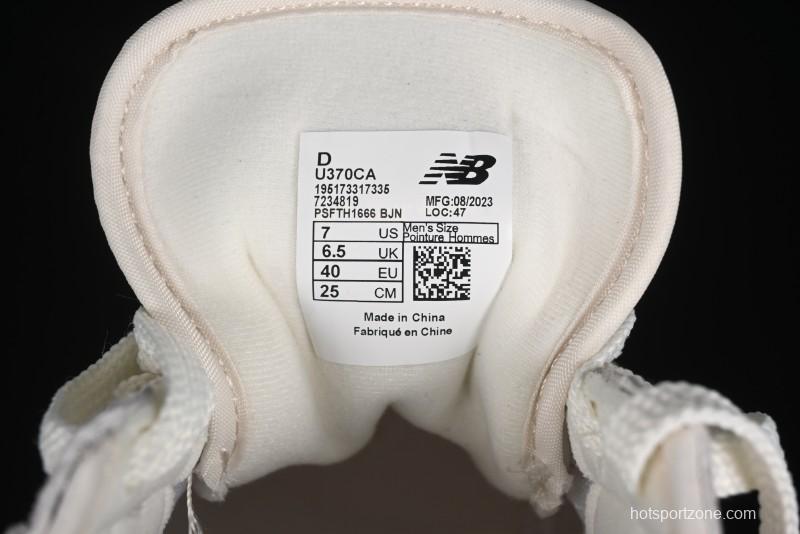 D
U370CA
195173317335
7234819
PSFTH1666 BJN
NB
MFG:08/2023
LOC:47
7 US
Men's Size
Pointure Hommes
6.5 UK
40 EU
25 CM
Made in China
Fabriqué en Chine
hotsportzone.com